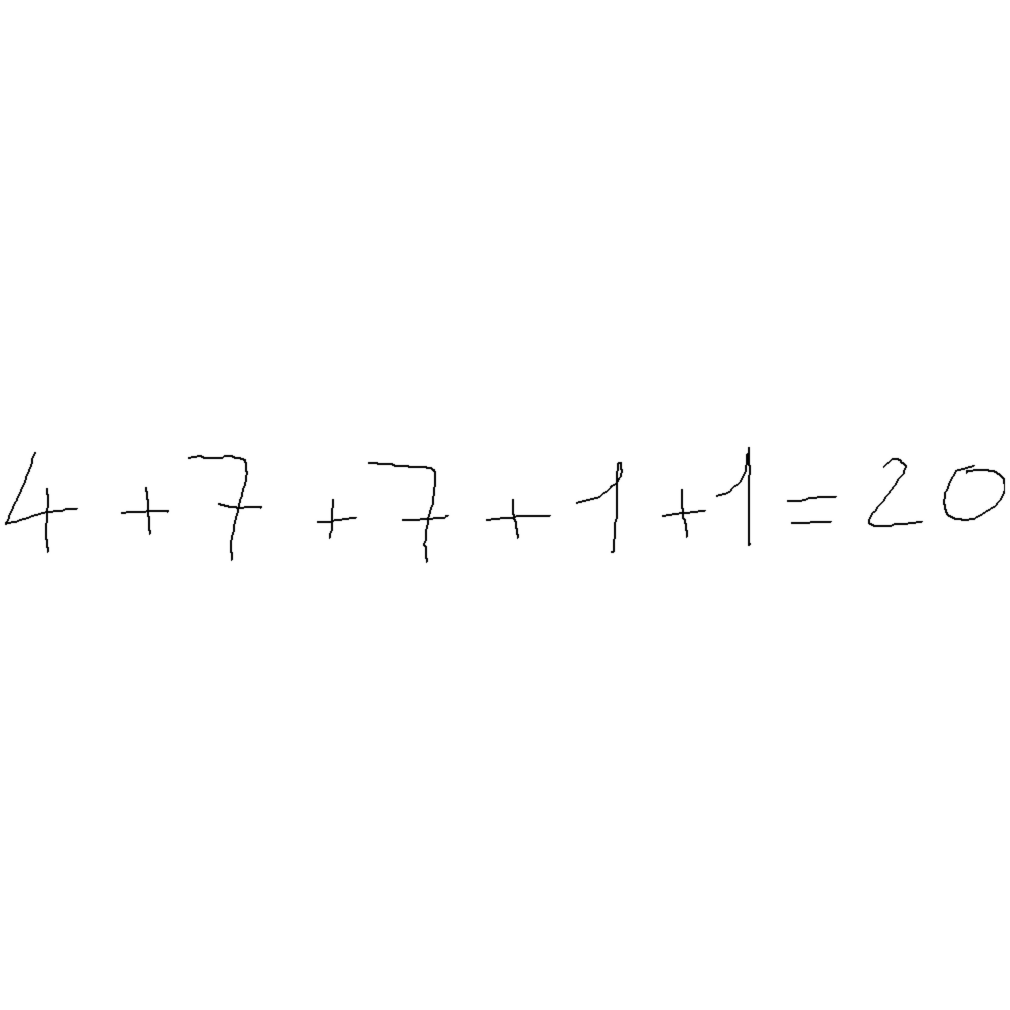 4 + 7 + 7 + 1 + 1 = 20